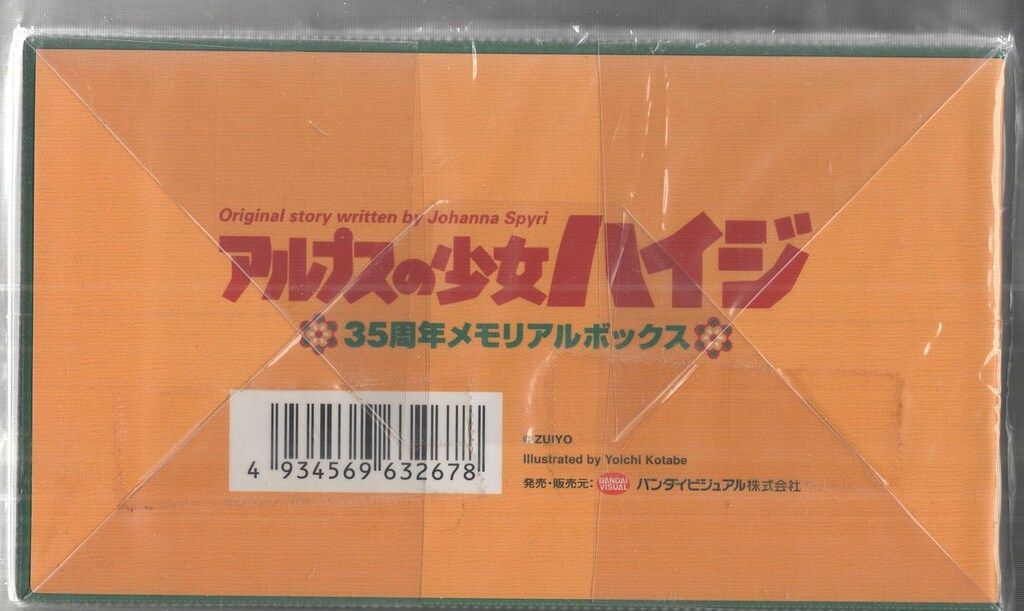 Original story written by Johanna Spyri
アルプスの少女ハイジ
35周年メモリアルボックス
4 934569 632678
© ZUIYO
Illustrated by Yoichi Kotabe
発売・販売元: BANDAI VISUAL バンダイビジュアル株式会社